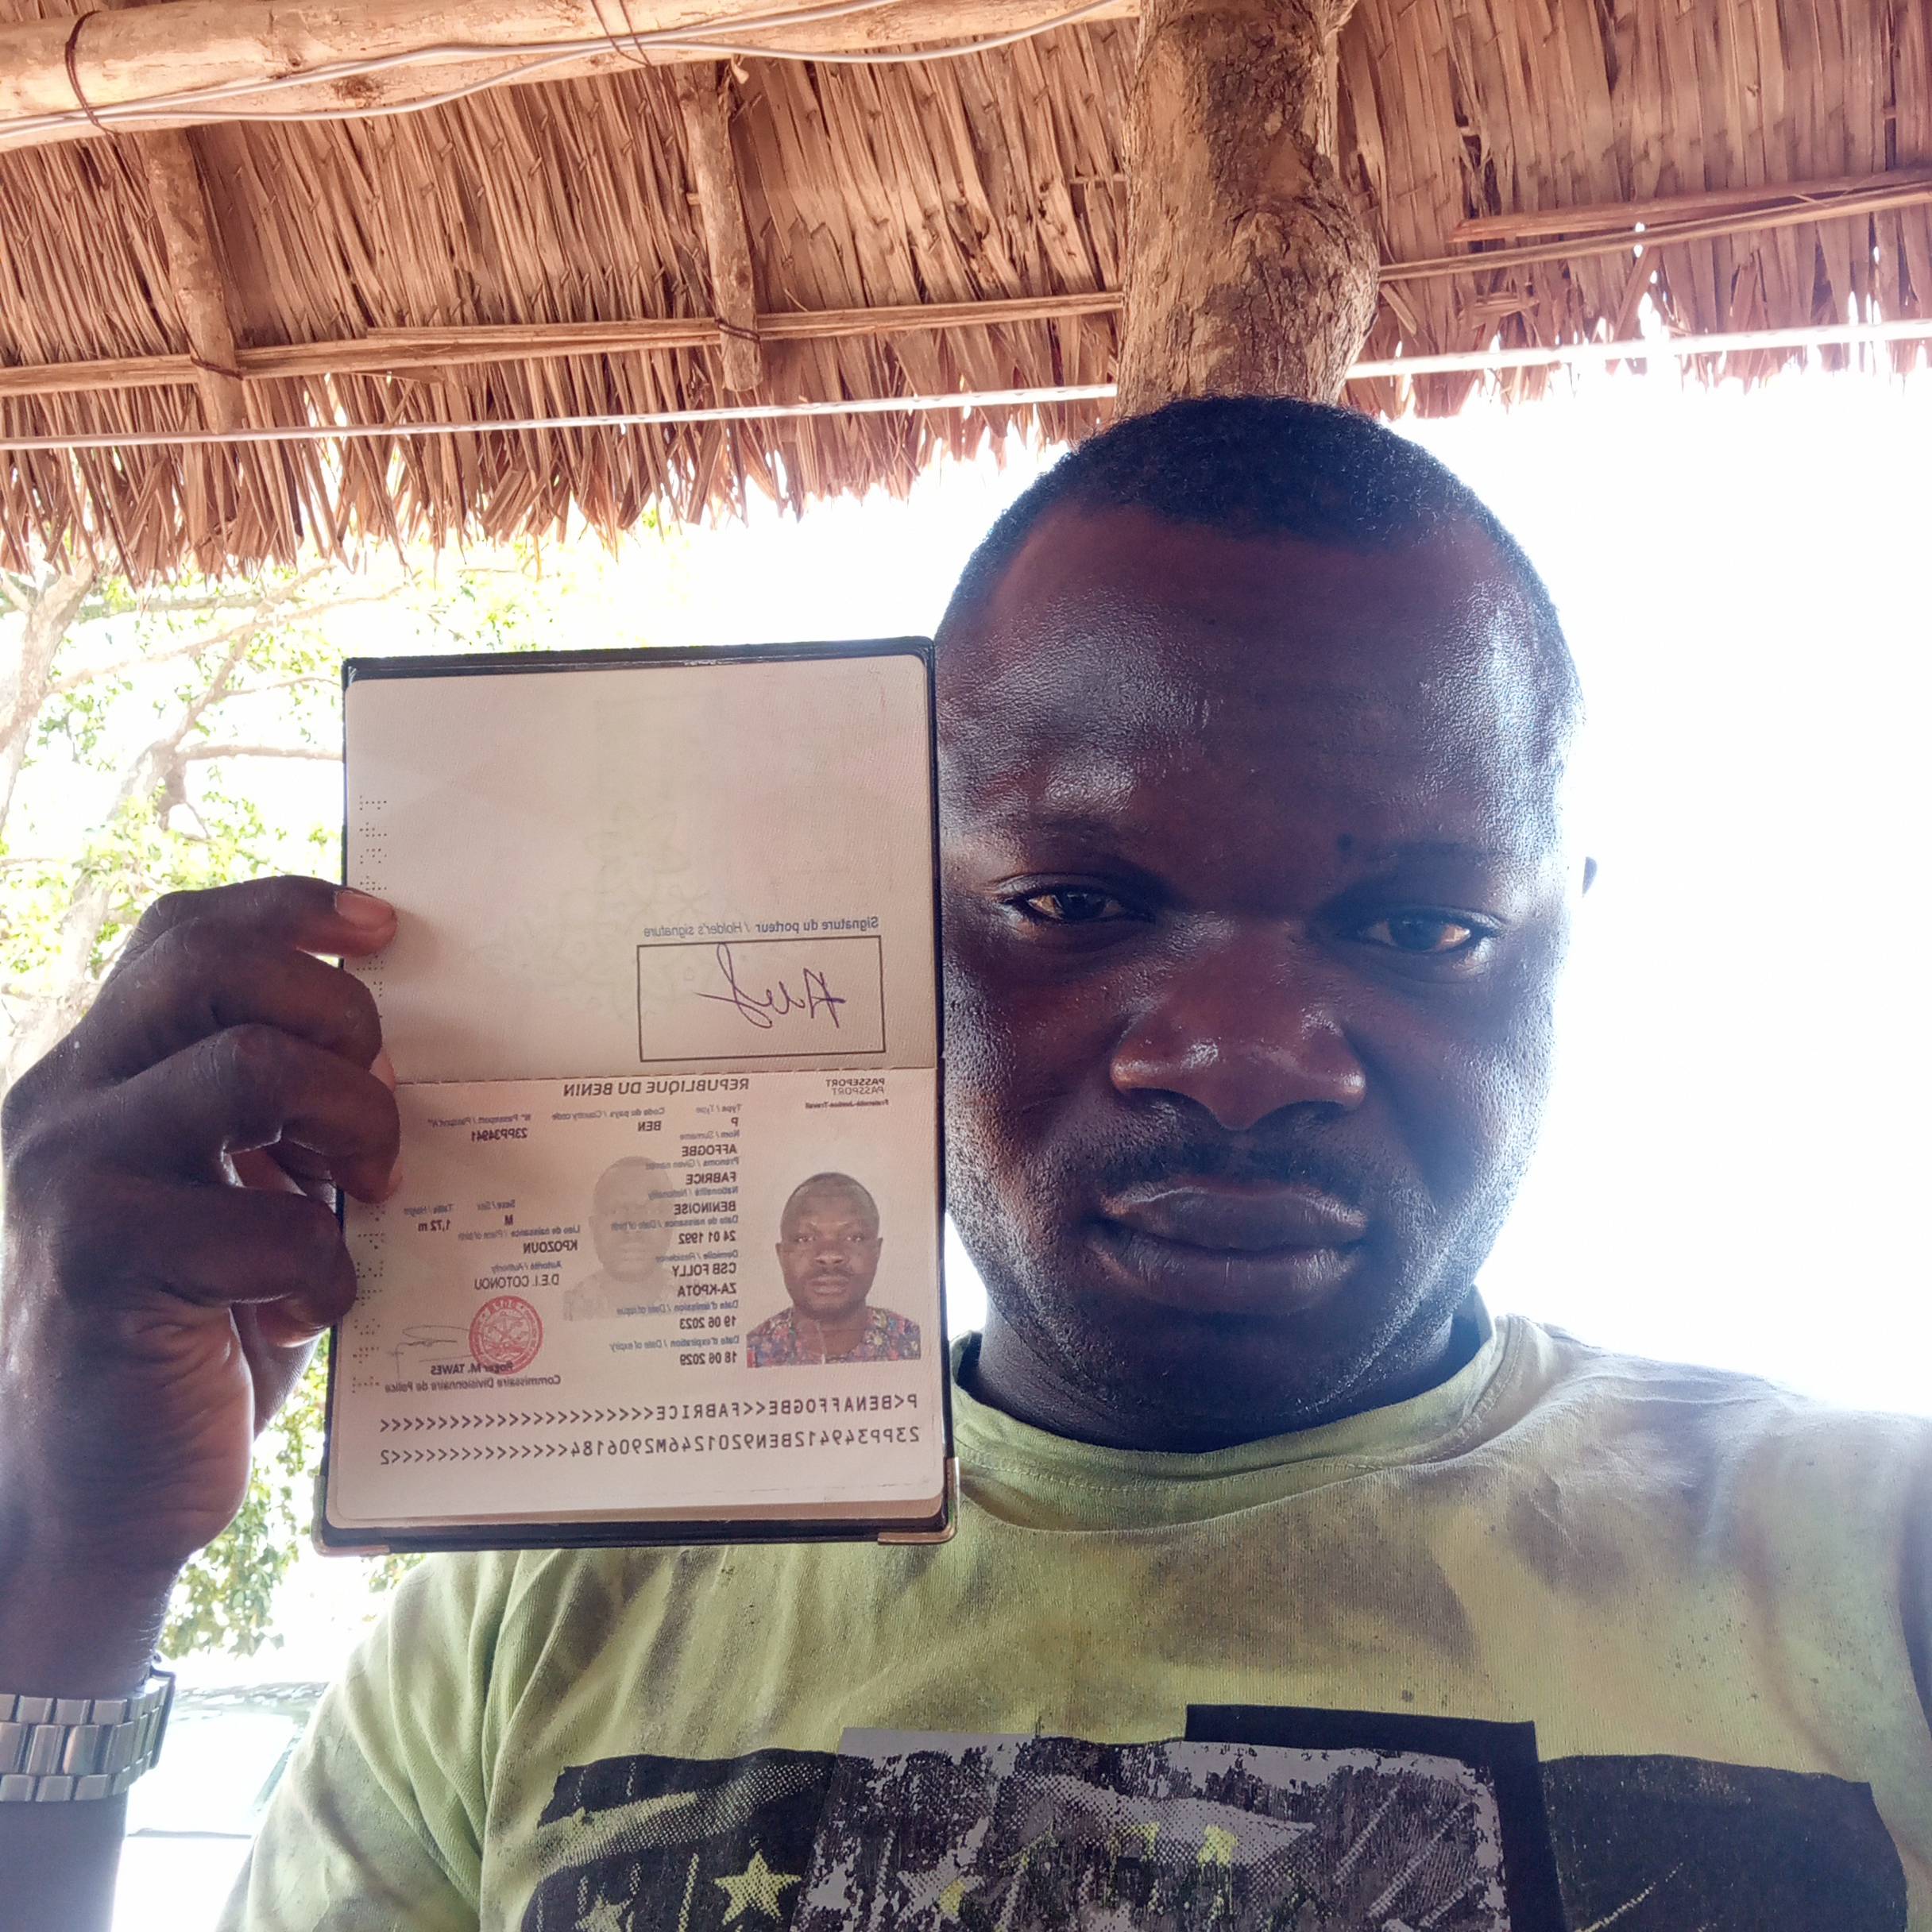 Signature du porteur / Holder's signature
PASSEPORT
PASSPORT
REPUBLIQUE DU BENIN
Fraternité-Justice-Travail
Type / Type
Code du pays / Country code
N° Passeport / Passport N°
P
BEN
23PP34941
Nom / Surname
AFFOGBE
Prénoms / Given names
FABRICE
Nationalité / Nationality
BENINOISE
Sexe / Sex
Taille / Height
M
1,72 m
Date de naissance / Date of birth
Lieu de naissance / Place of birth
24 01 1992
KPOZOUN
Domicile / Residency
Autorité / Authority
CSB FOLLY
ZA-KPOTA
D.E.I. COTONOU
Date d'émission / Date of issue
19 06 2023
Date d'expiration / Date of expiry
18 06 2029
Roger M. TAWES
Commissaire Divisionnaire de Police
P<BENAFFOGBE<<FABRICE<<<<<<<<<<<<<<<<<<<<<<<
23PP349412BEN9201246M2906184<<<<<<<<<<<<<<<2